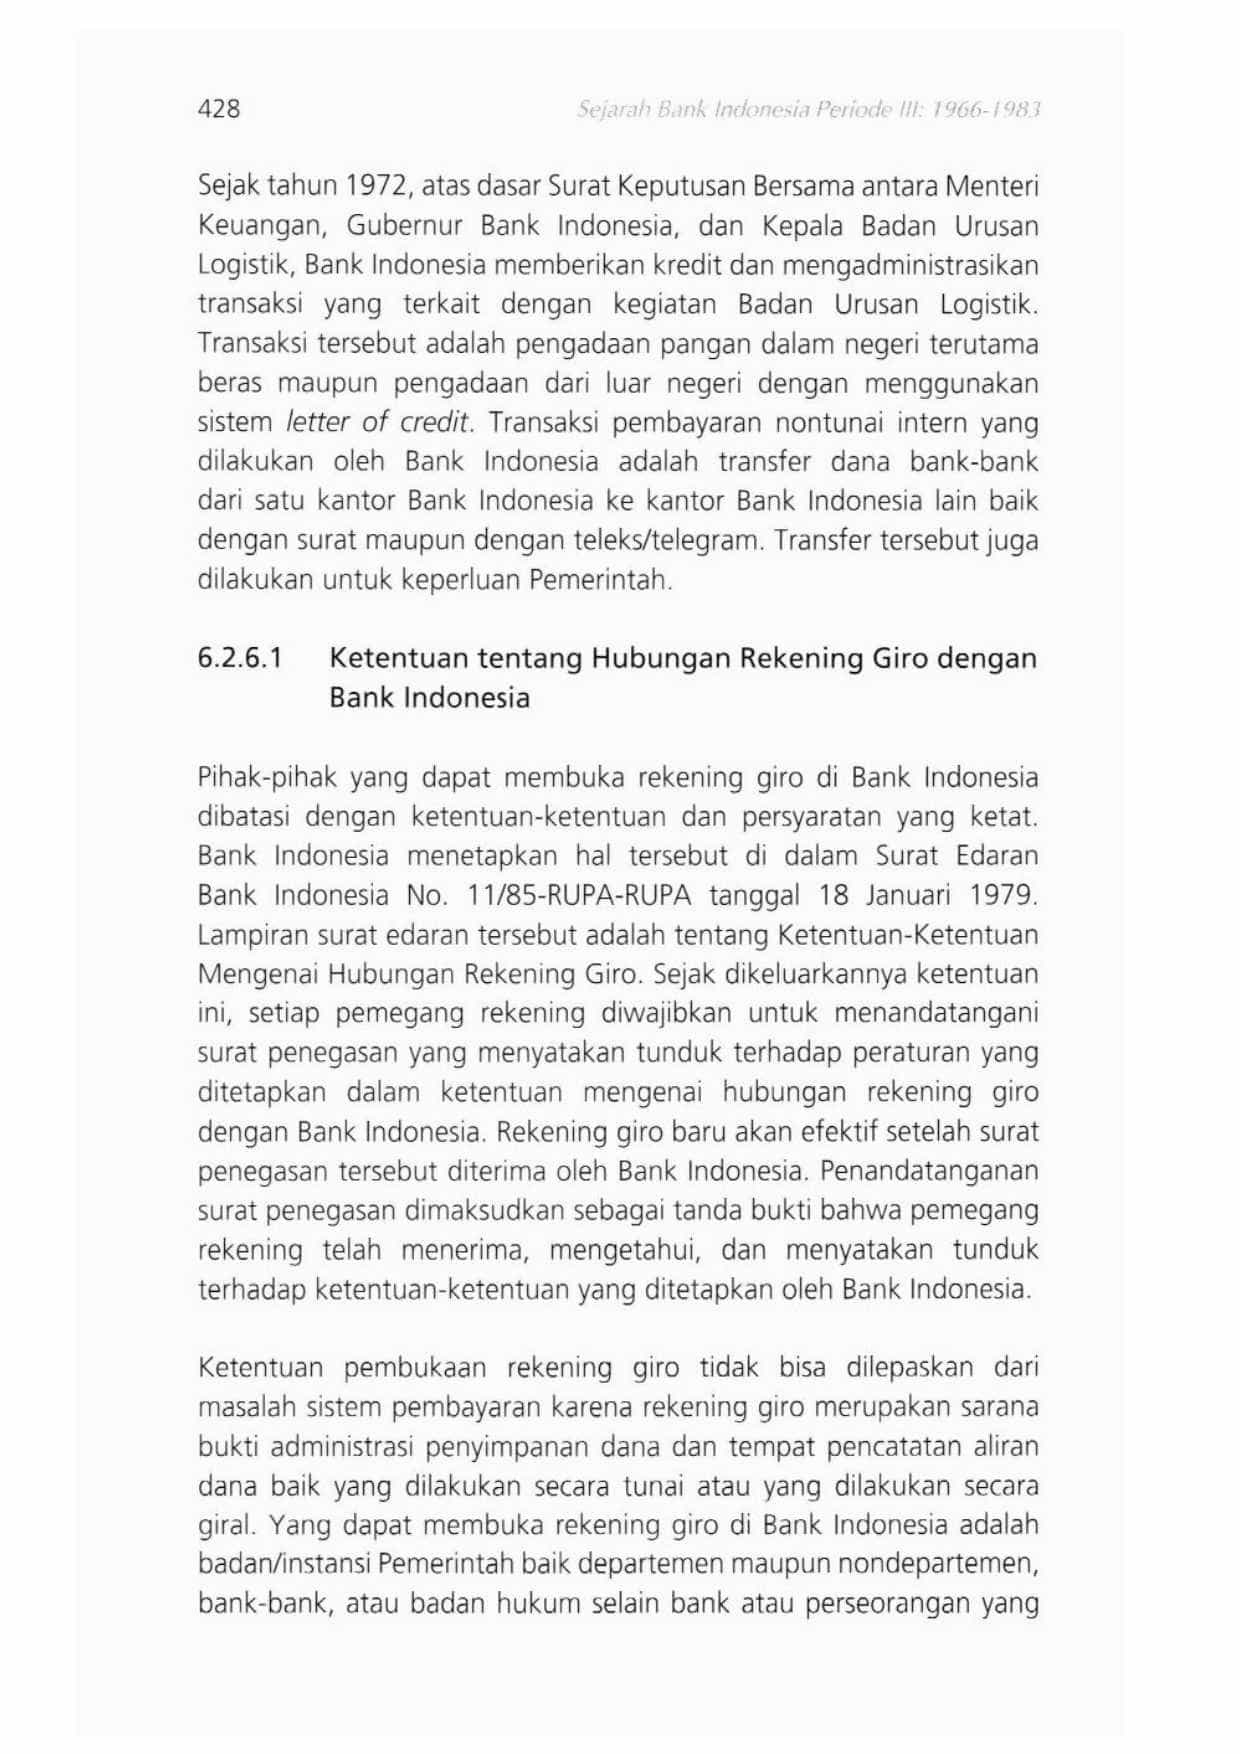 428
Sejarah Bank Indonesia Periode III: 1966-1983
Sejak tahun 1972, atas dasar Surat Keputusan Bersama antara Menteri
Keuangan, Gubernur Bank Indonesia, dan Kepala Badan Urusan
Logistik, Bank Indonesia memberikan kredit dan mengadministrasikan
transaksi yang terkait dengan kegiatan Badan Urusan Logistik.
Transaksi tersebut adalah pengadaan pangan dalam negeri terutama
beras maupun pengadaan dari luar negeri dengan menggunakan
sistem letter of credit. Transaksi pembayaran nontunai intern yang
dilakukan oleh Bank Indonesia adalah transfer dana bank-bank
dari satu kantor Bank Indonesia ke kantor Bank Indonesia lain baik
dengan surat maupun dengan teleks/telegram. Transfer tersebut juga
dilakukan untuk keperluan Pemerintah.
6.2.6.1 Ketentuan tentang Hubungan Rekening Giro dengan
Bank Indonesia
Pihak-pihak yang dapat membuka rekening giro di Bank Indonesia
dibatasi dengan ketentuan-ketentuan dan persyaratan yang ketat.
Bank Indonesia menetapkan hal tersebut di dalam Surat Edaran
Bank Indonesia No. 11/85-RUPA-RUPA tanggal 18 Januari 1979.
Lampiran surat edaran tersebut adalah tentang Ketentuan-Ketentuan
Mengenai Hubungan Rekening Giro. Sejak dikeluarkannya ketentuan
ini, setiap pemegang rekening diwajibkan untuk menandatangani
surat penegasan yang menyatakan tunduk terhadap peraturan yang
ditetapkan dalam ketentuan mengenai hubungan rekening giro
dengan Bank Indonesia. Rekening giro baru akan efektif setelah surat
penegasan tersebut diterima oleh Bank Indonesia. Penandatanganan
surat penegasan dimaksudkan sebagai tanda bukti bahwa pemegang
rekening telah menerima, mengetahui, dan menyatakan tunduk
terhadap ketentuan-ketentuan yang ditetapkan oleh Bank Indonesia.
Ketentuan pembukaan rekening giro tidak bisa dilepaskan dari
masalah sistem pembayaran karena rekening giro merupakan sarana
bukti administrasi penyimpanan dana dan tempat pencatatan aliran
dana baik yang dilakukan secara tunai atau yang dilakukan secara
giral. Yang dapat membuka rekening giro di Bank Indonesia adalah
badan/instansi Pemerintah baik departemen maupun nondepartemen,
bank-bank, atau badan hukum selain bank atau perseorangan yang